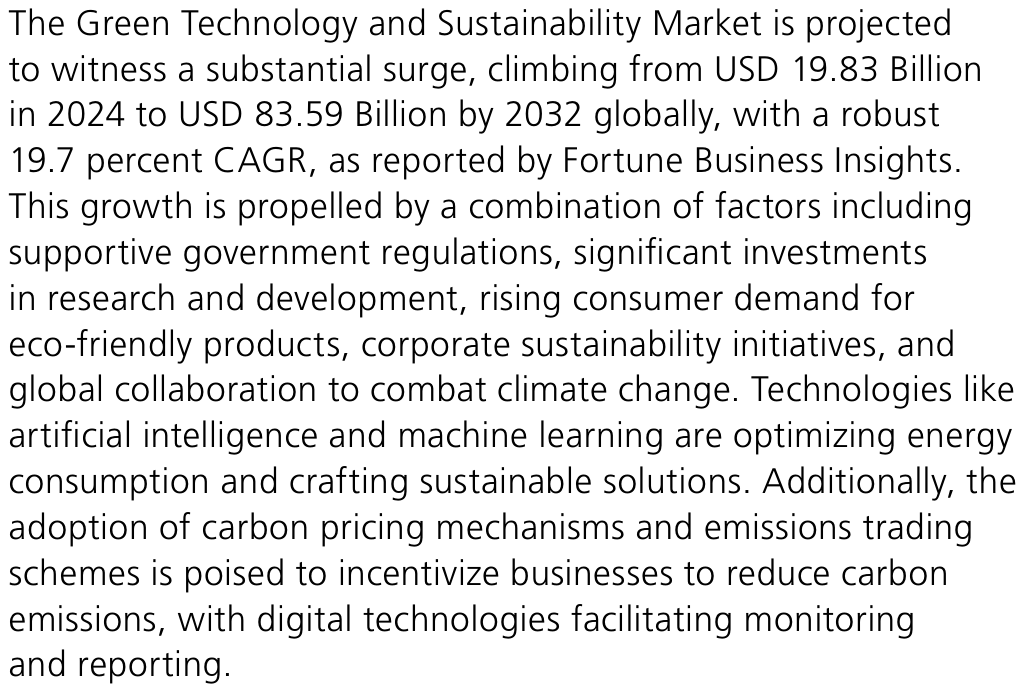 The Green Technology and Sustainability Market is projected
to witness a substantial surge, climbing from USD 19.83 Billion
in 2024 to USD 83.59 Billion by 2032 globally, with a robust
19.7 percent CAGR, as reported by Fortune Business Insights.
This growth is propelled by a combination of factors including
supportive government regulations, significant investments
in research and development, rising consumer demand for
eco-friendly products, corporate sustainability initiatives, and
global collaboration to combat climate change. Technologies like
artificial intelligence and machine learning are optimizing energy
consumption and crafting sustainable solutions. Additionally, the
adoption of carbon pricing mechanisms and emissions trading
schemes is poised to incentivize businesses to reduce carbon
emissions, with digital technologies facilitating monitoring
and reporting.